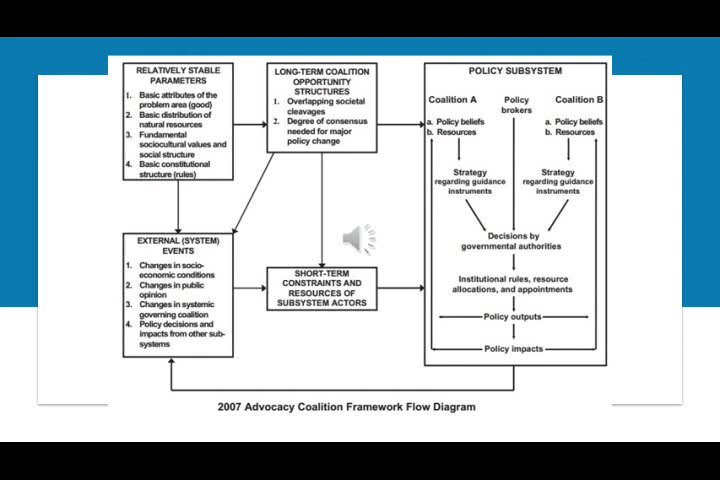 RELATIVELY STABLE
PARAMETERS
1. Basic attributes of the
problem area (good)
2. Basic distribution of
natural resources
3. Fundamental
sociocultural values and
social structure
4. Basic constitutional
structure (rules)
LONG-TERM COALITION
OPPORTUNITY
STRUCTURES
1. Overlapping societal
cleavages
2. Degree of consensus
needed for major
policy change
POLICY SUBSYSTEM
Coalition A
a. Policy beliefs
b. Resources
Policy
brokers
Coalition B
a. Policy beliefs
b. Resources
Strategy
regarding guidance
instruments
Strategy
regarding guidance
instruments
Decisions by
governmental authorities
Institutional rules, resource
allocations, and appointments
Policy outputs
Policy impacts
EXTERNAL (SYSTEM)
EVENTS
1. Changes in socio-
economic conditions
2. Changes in public
opinion
3. Changes in systemic
governing coalition
4. Policy decisions and
impacts from other sub-
systems
SHORT-TERM
CONSTRAINTS AND
RESOURCES OF
SUBSYSTEM ACTORS
2007 Advocacy Coalition Framework Flow Diagram